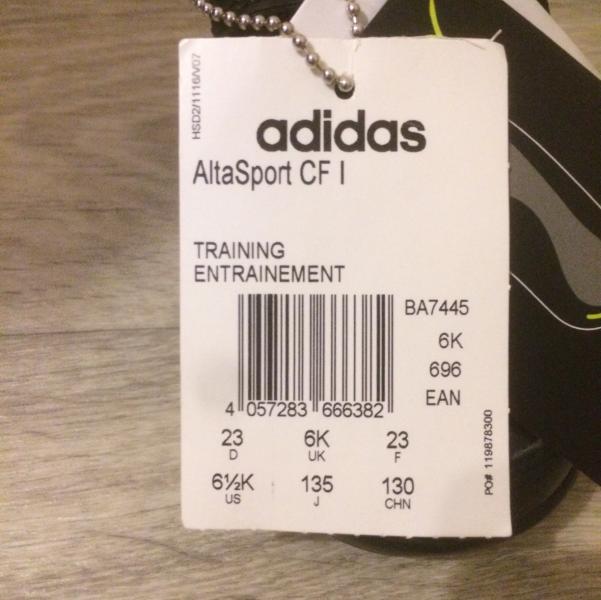 HSD2/1116/V07
adidas
AltaSport CF I
TRAINING
ENTRAINEMENT
BA7445
6K
696
EAN
4 057283 666382
23 6K 23
D UK F
6½K 135 130
US J CHN
PO# 119878300